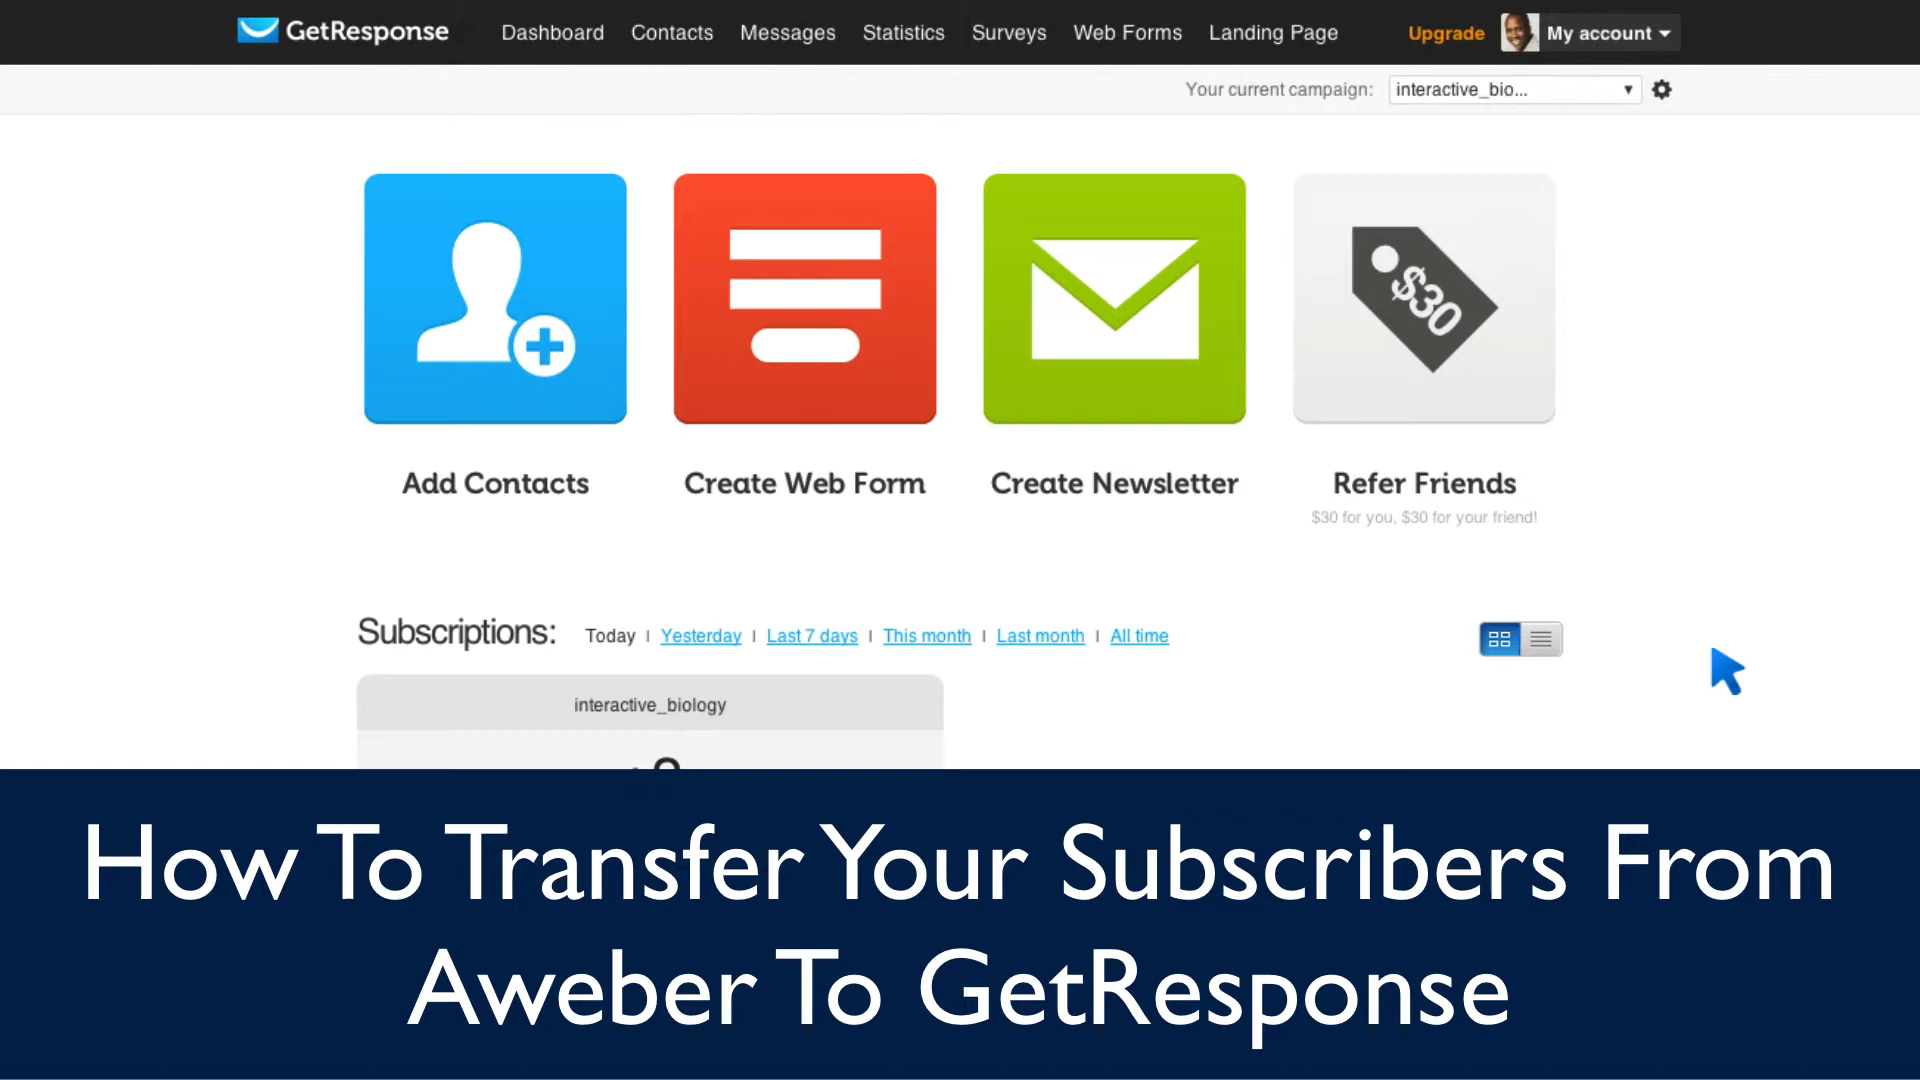 GetResponse Dashboard Contacts Messages Statistics Surveys Web Forms Landing Page Upgrade My account
Your current campaign: interactive_bio...
$30
Add Contacts Create Web Form Create Newsletter Refer Friends
$30 for you, $30 for your friend!
Subscriptions: Today | Yesterday | Last 7 days | This month | Last month | All time
interactive_biology
How To Transfer Your Subscribers From
Aweber To GetResponse